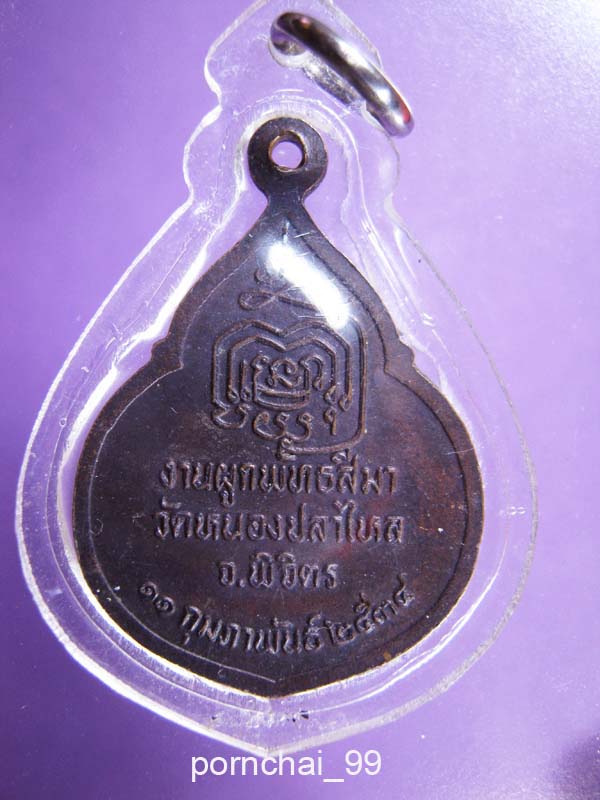 งานผูกพัทธสีมา
วัดหนองปลาไหล
จ.พิจิตร
๑๑ กุมภาพันธ์ ๒๕๓๔
pornchai_99